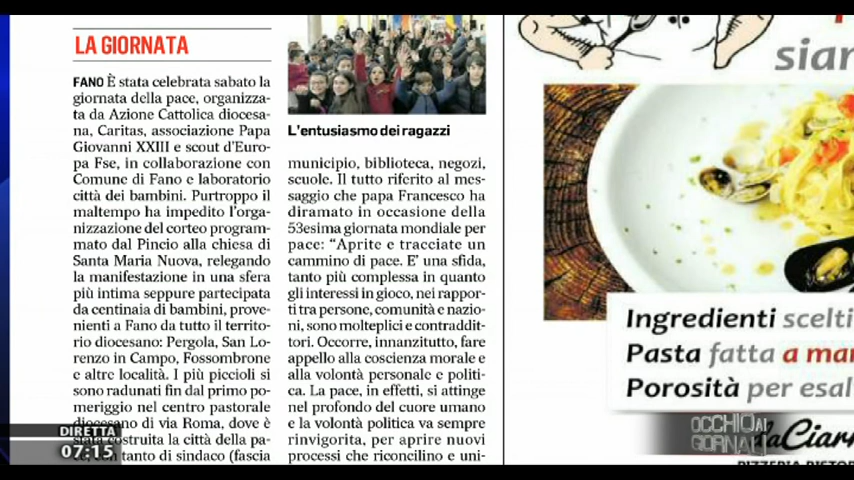 LA GIORNATA
FANO È stata celebrata sabato la
giornata della pace, organizza-
ta da Azione Cattolica diocesa-
na, Caritas, associazione Papa
Giovanni XXIII e scout d'Euro-
pa Fse, in collaborazione con
Comune di Fano e laboratorio
città dei bambini. Purtroppo il
maltempo ha impedito l'orga-
nizzazione del corteo program-
mato dal Pincio alla chiesa di
Santa Maria Nuova, relegando
la manifestazione in una sfera
più intima seppure partecipata
da centinaia di bambini, prove-
nienti a Fano da tutto il territo-
rio diocesano: Pergola, San Lo-
renzo in Campo, Fossombrone
e altre località. I più piccioli si
sono radunati fin dal primo po-
meriggio nel centro pastorale
diocesano di via Roma, dove è
stata costruita la città della pa-
ce, con tanto di sindaco (fascia
L'entusiasmo dei ragazzi
municipio, biblioteca, negozi,
scuole. Il tutto riferito al mes-
saggio che papa Francesco ha
diramato in occasione della
53esima giornata mondiale per
pace: “Aprite e tracciate un
cammino di pace. E' una sfida,
tanto più complessa in quanto
gli interessi in gioco, nei rappor-
ti tra persone, comunità e nazio-
ni, sono molteplici e contraddit-
tori. Occorre, innanzitutto, fare
appello alla coscienza morale e
alla volontà personale e politi-
ca. La pace, in effetti, si attinge
nel profondo del cuore umano
e la volontà politica va sempre
rinvigorita, per aprire nuovi
processi che riconcilino e uni-
siar
Ingredienti scelti
Pasta fatta a mar
Porosità per esal
la Ciarr
PIZZERIA RISTOR
OCCHIO AL
GIORNALE
DIRETTA
07:15